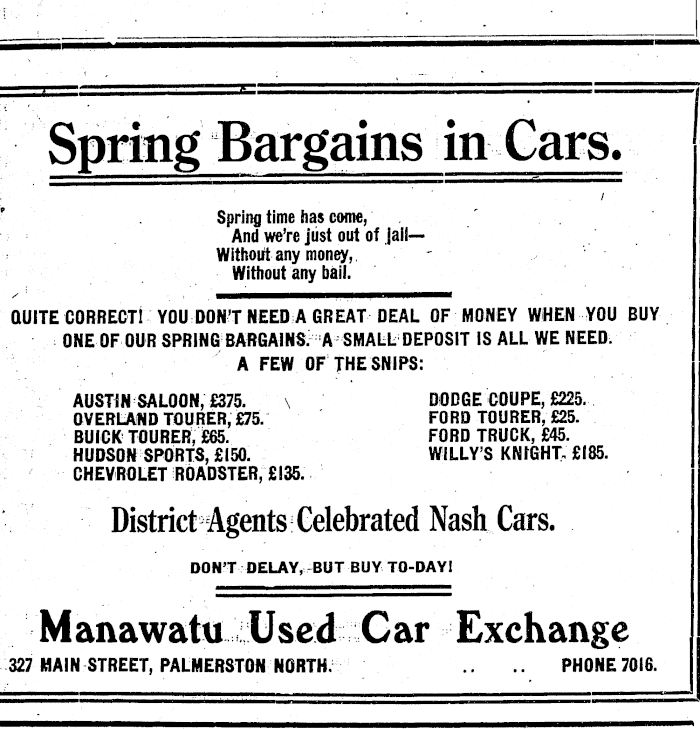 Spring Bargains in Cars.
Spring time has come,
And we're just out of jail—
Without any money,
Without any bail.
QUITE CORRECT! YOU DON'T NEED A GREAT DEAL OF MONEY WHEN YOU BUY
ONE OF OUR SPRING BARGAINS. A SMALL DEPOSIT IS ALL WE NEED.
A FEW OF THE SNIPS:
AUSTIN SALOON, £375.
OVERLAND TOURER, £75.
BUICK TOURER, £65.
HUDSON SPORTS, £150.
CHEVROLET ROADSTER, £135.
DODGE COUPE, £225.
FORD TOURER, £25.
FORD TRUCK, £45.
WILLY'S KNIGHT, £185.
District Agents Celebrated Nash Cars.
DON'T DELAY, BUT BUY TO-DAY!
Manawatu Used Car Exchange
327 MAIN STREET, PALMERSTON NORTH. .. .. PHONE 7016.